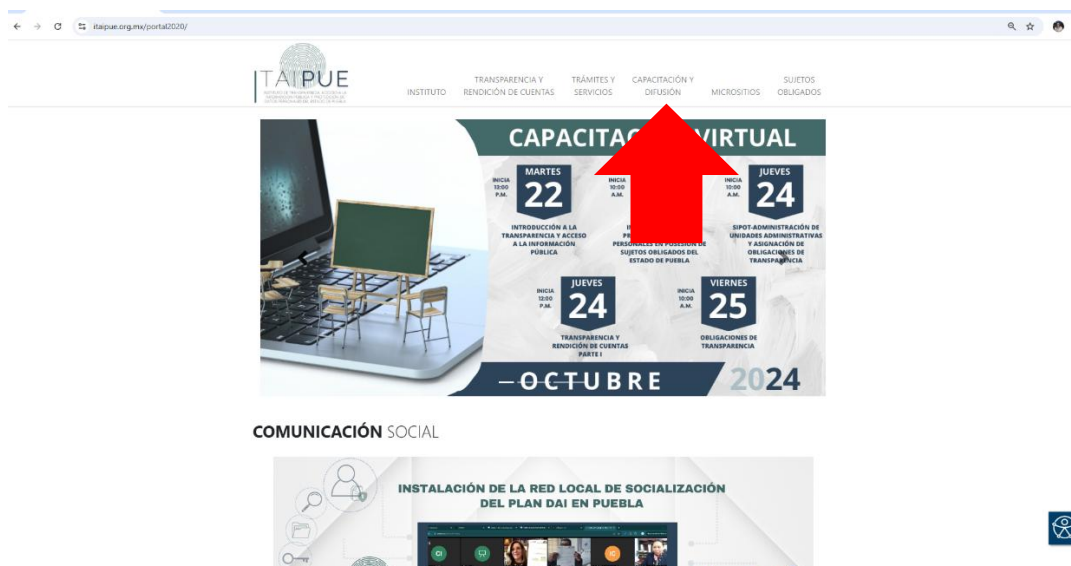 itaipue.org.mx/portal2020/
ITAIPUE
INSTITUTO
TRANSPARENCIA Y
RENDICIÓN DE CUENTAS
TRÁMITES Y
SERVICIOS
CAPACITACIÓN Y
DIFUSIÓN
MICROSITIOS
SUJETOS
OBLIGADOS
VIRTUAL
INICIA
12:00
P.M.
MARTES
22
INICIA
10:00
A.M.
INICIA
10:00
A.M.
JUEVES
24
INTRODUCCIÓN A LA
TRANSPARENCIA Y ACCESO
A LA INFORMACIÓN
PÚBLICA
PERSONALES EN POSESIÓN DE
SUJETOS OBLIGADOS DEL
ESTADO DE PUEBLA
SIPOT-ADMINISTRACIÓN DE
UNIDADES ADMINISTRATIVAS
Y ASIGNACIÓN DE
OBLIGACIONES DE
TRANSPARENCIA
INICIA
12:00
P.M.
JUEVES
24
TRANSPARENCIA Y
RENDICIÓN DE CUENTAS
PARTE I
INICIA
10:00
A.M.
VIERNES
25
OBLIGACIONES DE
TRANSPARENCIA
OCTUBRE
2024
COMUNICACIÓN SOCIAL
INSTALACIÓN DE LA RED LOCAL DE SOCIALIZACIÓN
DEL PLAN DAI EN PUEBLA
CI
IC